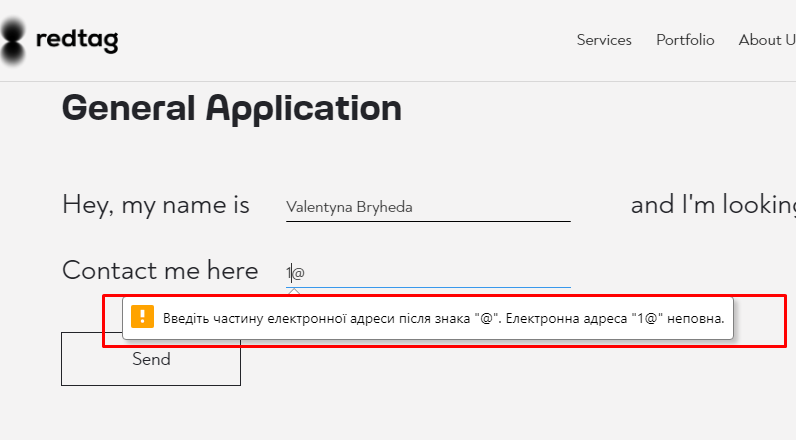 redtag
Services Portfolio About U
General Application
Hey, my name is Valentyna Bryheda and I'm looking
Contact me here 1@
Введіть частину електронної адреси після знака "@". Електронна адреса "1@" неповна.
Send